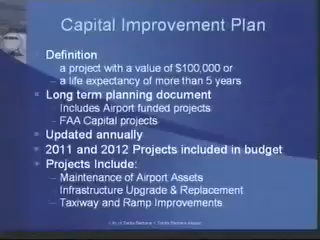 Capital Improvement Plan
Definition
– a project with a value of $100,000 or
– a life expectancy of more than 5 years
Long term planning document
– Includes Airport funded projects
– FAA Capital projects
Updated annually
2011 and 2012 Projects included in budget
Projects Include:
– Maintenance of Airport Assets
– Infrastructure Upgrade & Replacement
– Taxiway and Ramp Improvements